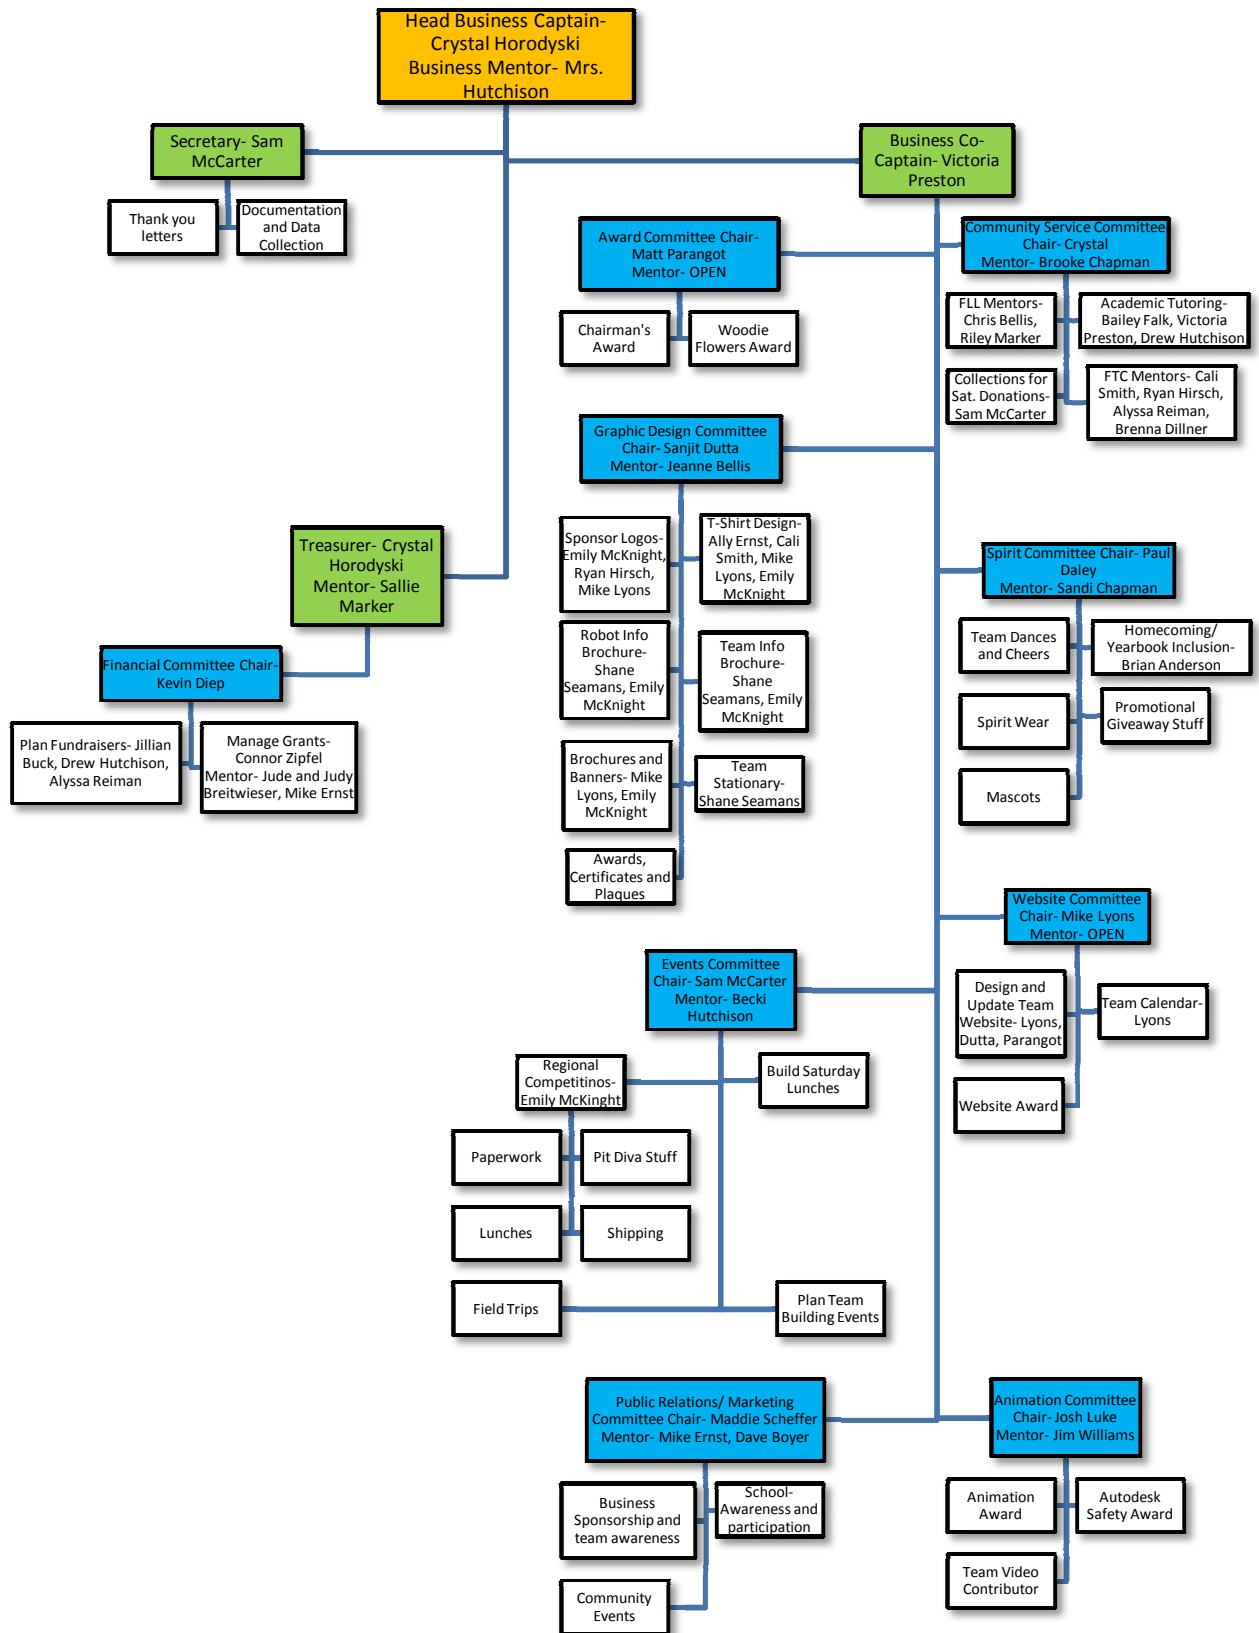 Head Business Captain-
Crystal Horodyski
Business Mentor- Mrs.
Hutchison
Secretary- Sam
McCarter
Business Co-
Captain- Victoria
Preston
Thank you
letters
Documentation
and Data
Collection
Award Committee Chair-
Matt Parangot
Mentor- OPEN
Community Service Committee
Chair- Crystal
Mentor- Brooke Chapman
Chairman's
Award
Woodie
Flowers Award
FLL Mentors-
Chris Bellis,
Riley Marker
Academic Tutoring-
Bailey Falk, Victoria
Preston, Drew Hutchison
Collections for
Sat. Donations-
Sam McCarter
FTC Mentors- Cali
Smith, Ryan Hirsch,
Alyssa Reiman,
Brenna Dillner
Graphic Design Committee
Chair- Sanjit Dutta
Mentor- Jeanne Bellis
Sponsor Logos-
Emily McKnight,
Ryan Hirsch,
Mike Lyons
T-Shirt Design-
Ally Ernst, Cali
Smith, Mike
Lyons, Emily
McKnight
Treasurer- Crystal
Horodyski
Mentor- Sallie
Marker
Spirit Committee Chair- Paul
Daley
Mentor- Sandi Chapman
Robot Info
Brochure-
Shane
Seamans, Emily
McKnight
Team Info
Brochure-
Shane
Seamans, Emily
McKnight
Team Dances
and Cheers
Homecoming/
Yearbook Inclusion-
Brian Anderson
Financial Committee Chair-
Kevin Diep
Spirit Wear
Promotional
Giveaway Stuff
Plan Fundraisers- Jillian
Buck, Drew Hutchison,
Alyssa Reiman
Manage Grants-
Connor Zipfel
Mentor- Jude and Judy
Breitwieser, Mike Ernst
Brochures and
Banners- Mike
Lyons, Emily
McKnight
Team
Stationary-
Shane Seamans
Mascots
Awards,
Certificates and
Plaques
Website Committee
Chair- Mike Lyons
Mentor- OPEN
Events Committee
Chair- Sam McCarter
Mentor- Becki
Hutchison
Design and
Update Team
Website- Lyons,
Dutta, Parangot
Team Calendar-
Lyons
Regional
Competitinos-
Emily McKinght
Build Saturday
Lunches
Website Award
Paperwork
Pit Diva Stuff
Lunches
Shipping
Field Trips
Plan Team
Building Events
Public Relations/ Marketing
Committee Chair- Maddie Scheffer
Mentor- Mike Ernst, Dave Boyer
Animation Committee
Chair- Josh Luke
Mentor- Jim Williams
Business
Sponsorship and
team awareness
School-
Awareness and
participation
Animation
Award
Autodesk
Safety Award
Community
Events
Team Video
Contributor